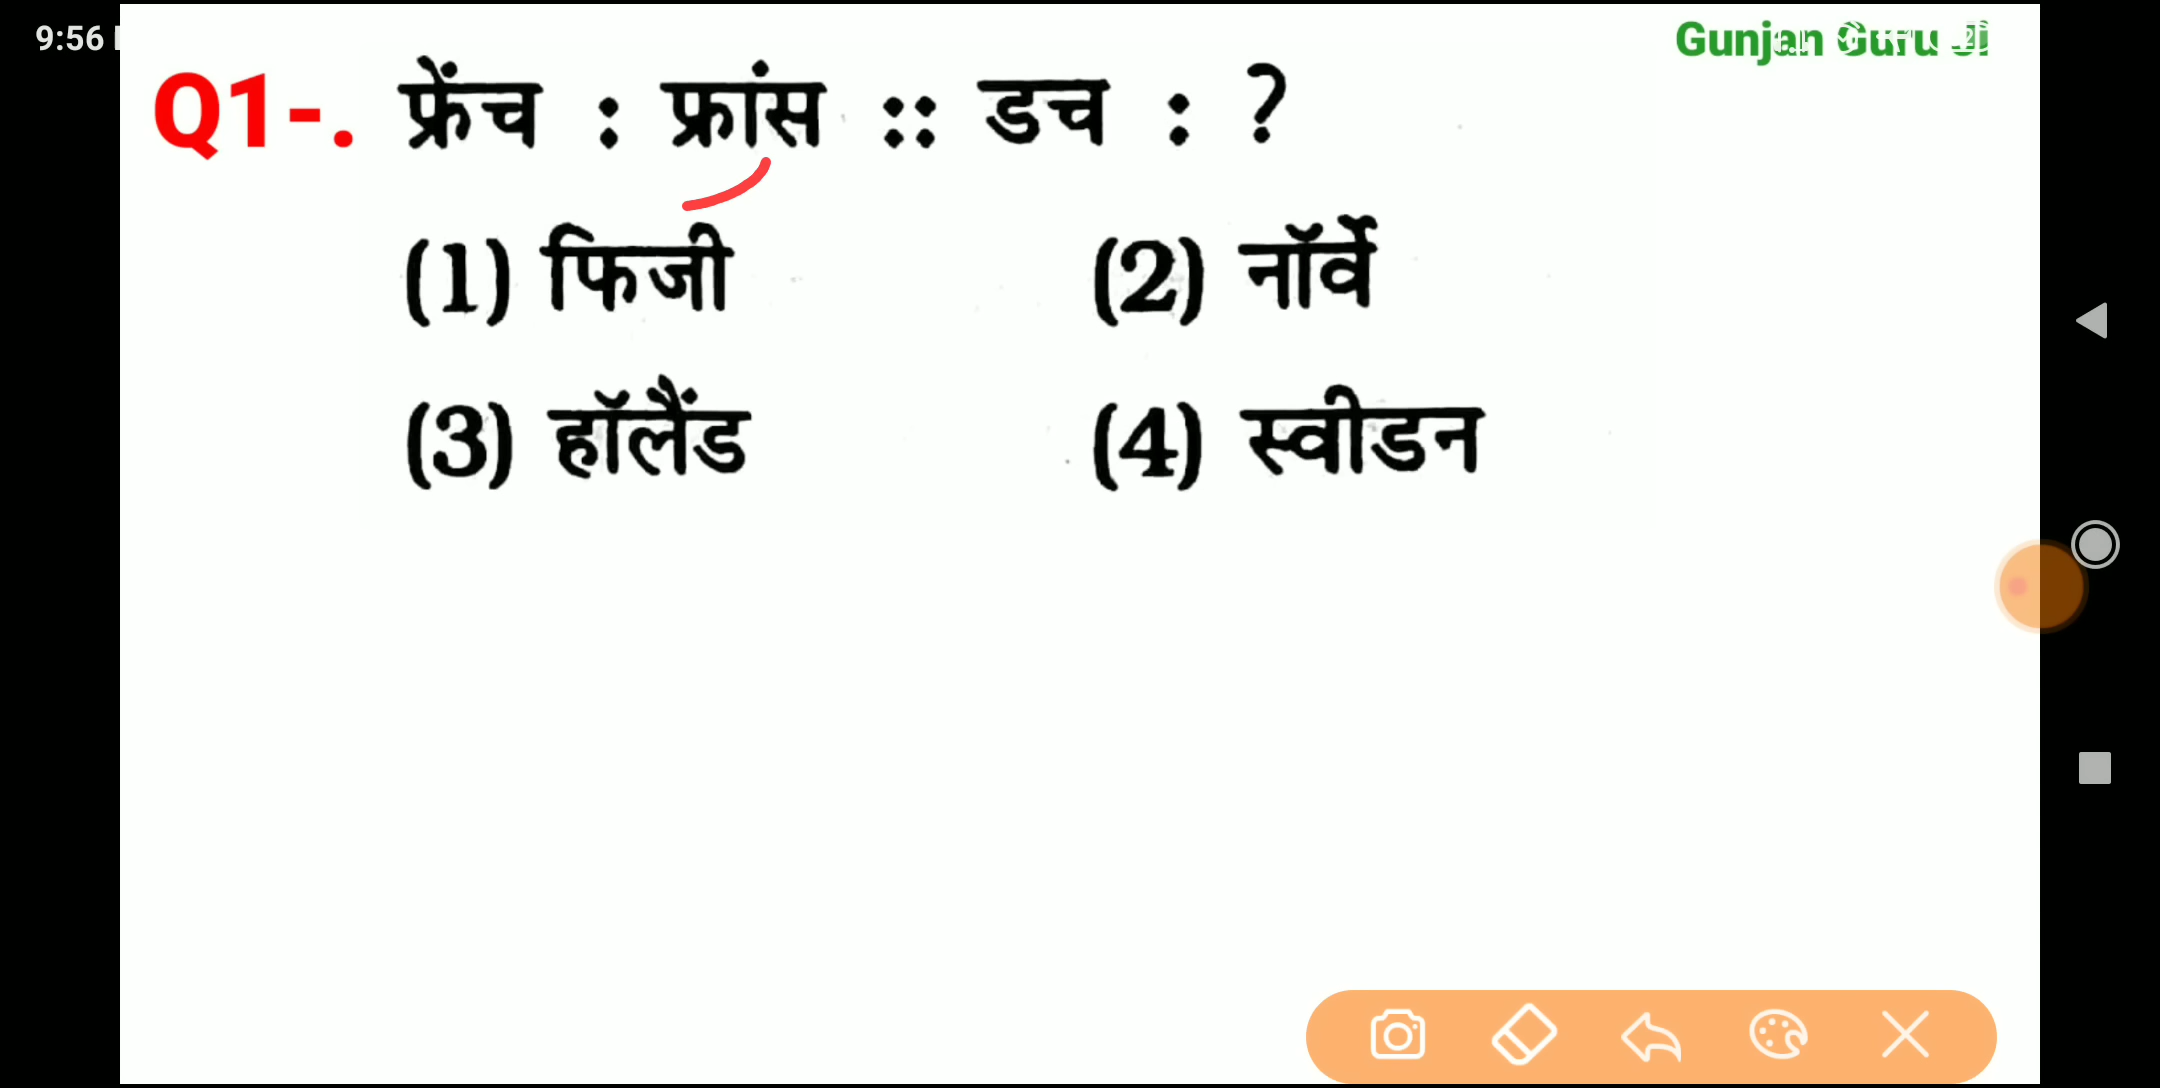 9:56
Gunjan Guru Ji
Q1-. फ्रेंच : फ्रांस :: डच : ?
(1) फिजी (2) नॉर्वे
(3) हॉलैंड (4) स्वीडन